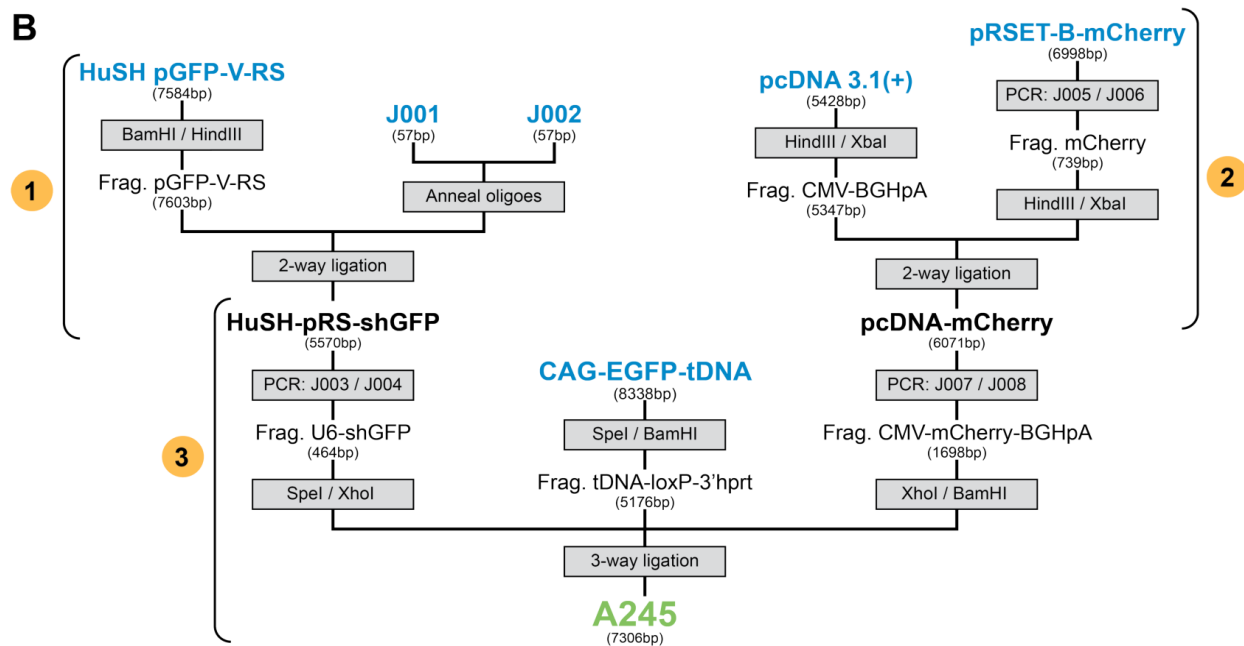 B
HuSH pGFP-V-RS
(7584bp)
BamHI / HindIII
Frag. pGFP-V-RS
(7603bp)
J001
(57bp)
J002
(57bp)
Anneal oligoes
2-way ligation
1
pcDNA 3.1(+)
(5428bp)
HindIII / XbaI
Frag. CMV-BGHpA
(5347bp)
pRSET-B-mCherry
(6998bp)
PCR: J005 / J006
Frag. mCherry
(739bp)
HindIII / XbaI
2-way ligation
2
HuSH-pRS-shGFP
(5570bp)
PCR: J003 / J004
Frag. U6-shGFP
(464bp)
SpeI / XhoI
3
CAG-EGFP-tDNA
(8338bp)
SpeI / BamHI
Frag. tDNA-loxP-3'hprt
(5176bp)
pcDNA-mCherry
(6071bp)
PCR: J007 / J008
Frag. CMV-mCherry-BGHpA
(1698bp)
XhoI / BamHI
3-way ligation
A245
(7306bp)